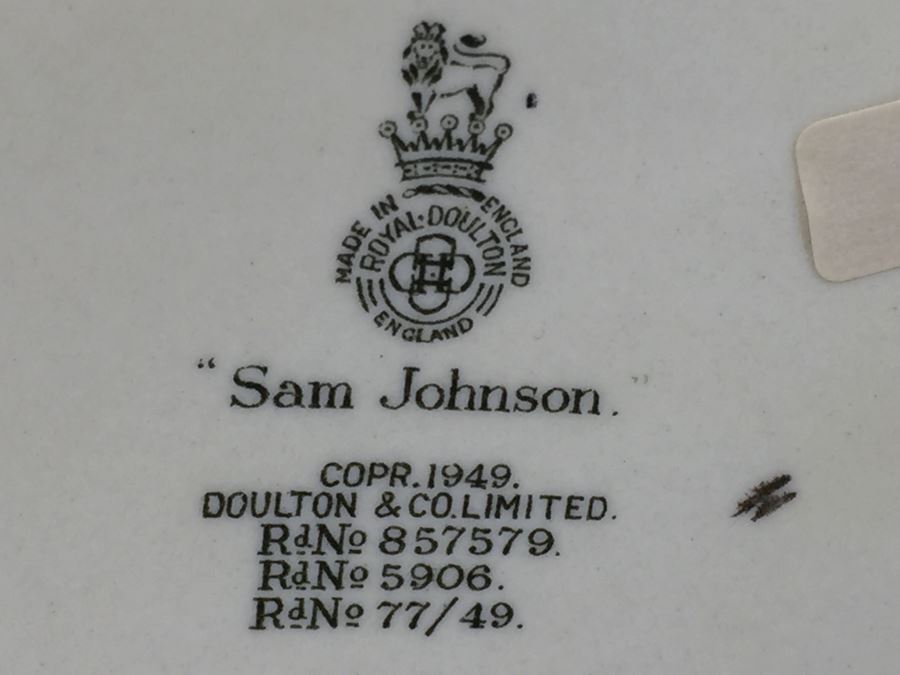 MADE IN ENGLAND
ROYAL·DOULTON
ENGLAND
"Sam Johnson."
COPR.1949.
DOULTON & CO.LIMITED.
RdNo 857579.
RdNo 5906.
RdNo 77/49.